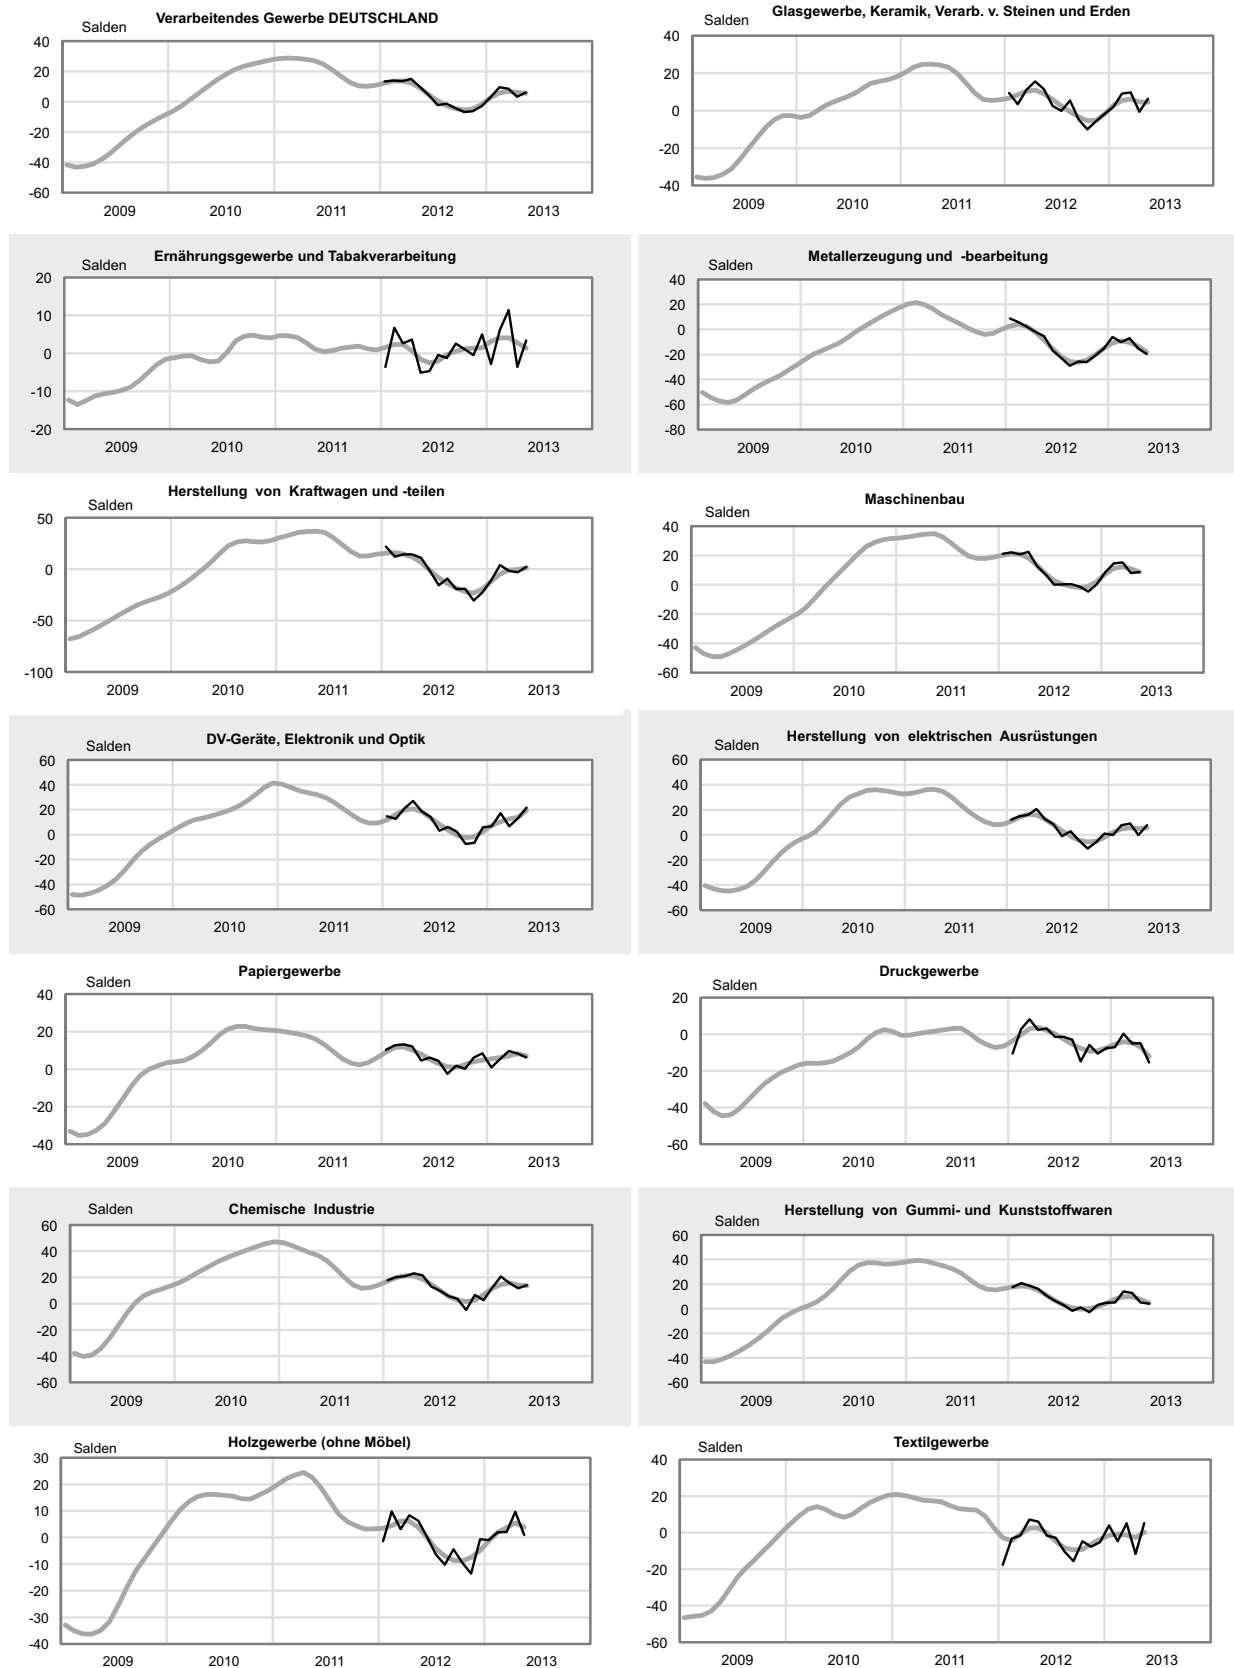 Verarbeitendes Gewerbe DEUTSCHLAND
Salden
40
20
0
-20
-40
-60
2009 2010 2011 2012 2013
Glasgewerbe, Keramik, Verarb. v. Steinen und Erden
Salden
40
20
0
-20
-40
2009 2010 2011 2012 2013
Ernährungsgewerbe und Tabakverarbeitung
Salden
20
10
0
-10
-20
2009 2010 2011 2012 2013
Metallerzeugung und -bearbeitung
Salden
40
20
0
-20
-40
-60
-80
2009 2010 2011 2012 2013
Herstellung von Kraftwagen und -teilen
Salden
50
0
-50
-100
2009 2010 2011 2012 2013
Maschinenbau
Salden
40
20
0
-20
-40
-60
2009 2010 2011 2012 2013
DV-Geräte, Elektronik und Optik
Salden
60
40
20
0
-20
-40
-60
2009 2010 2011 2012 2013
Herstellung von elektrischen Ausrüstungen
Salden
60
40
20
0
-20
-40
-60
2009 2010 2011 2012 2013
Papiergewerbe
Salden
40
20
0
-20
-40
2009 2010 2011 2012 2013
Druckgewerbe
Salden
20
0
-20
-40
-60
2009 2010 2011 2012 2013
Chemische Industrie
Salden
60
40
20
0
-20
-40
-60
2009 2010 2011 2012 2013
Herstellung von Gummi- und Kunststoffwaren
Salden
60
40
20
0
-20
-40
-60
2009 2010 2011 2012 2013
Holzgewerbe (ohne Möbel)
Salden
30
20
10
0
-10
-20
-30
-40
2009 2010 2011 2012 2013
Textilgewerbe
Salden
40
20
0
-20
-40
-60
2009 2010 2011 2012 2013